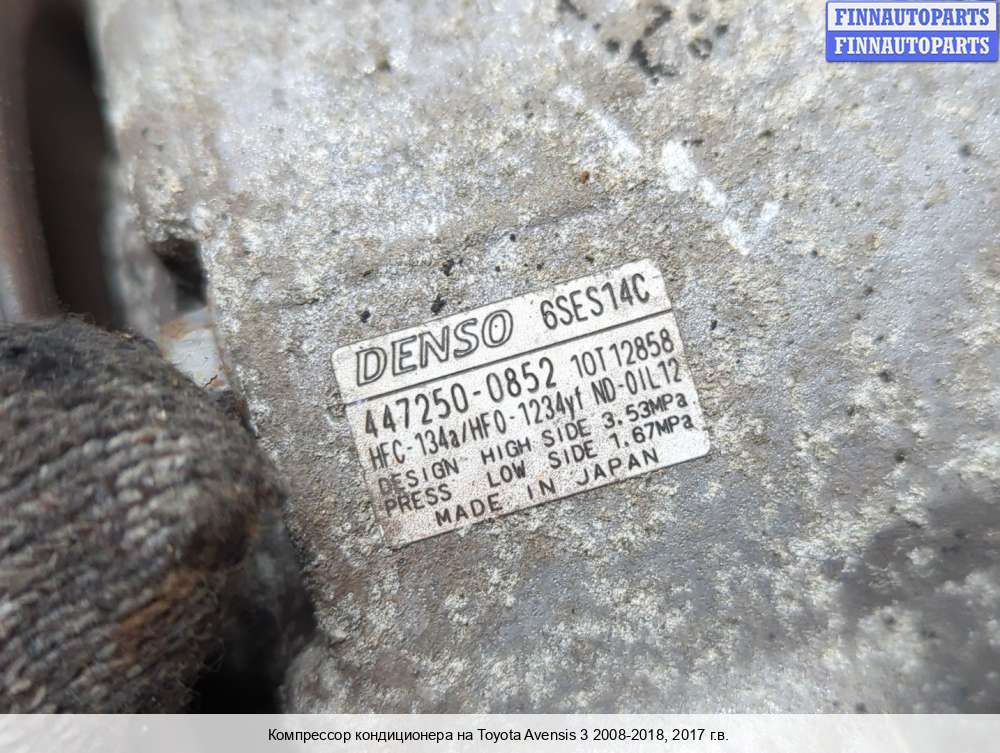 FINNAUTOPARTS
FINNAUTOPARTS
DENSO 6SES14C
447250-0852 10T12858
HFC-134a/HFO-1234yf ND-OIL12
DESIGN HIGH SIDE 3.53MPa
PRESS LOW SIDE 1.67MPa
MADE IN JAPAN
Компрессор кондиционера на Toyota Avensis 3 2008-2018, 2017 г.в.